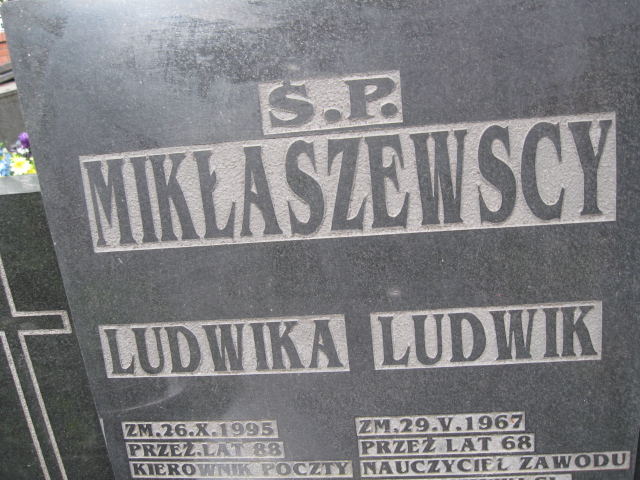 Ś.P.
MIKŁASZEWSCY
LUDWIKA LUDWIK
ZM.26.X.1995 ZM.29.V.1967
PRZEŻ.LAT 88 PRZEŻ LAT 68
KIEROWNIK POCZTY NAUCZYCIEL ZAWODU